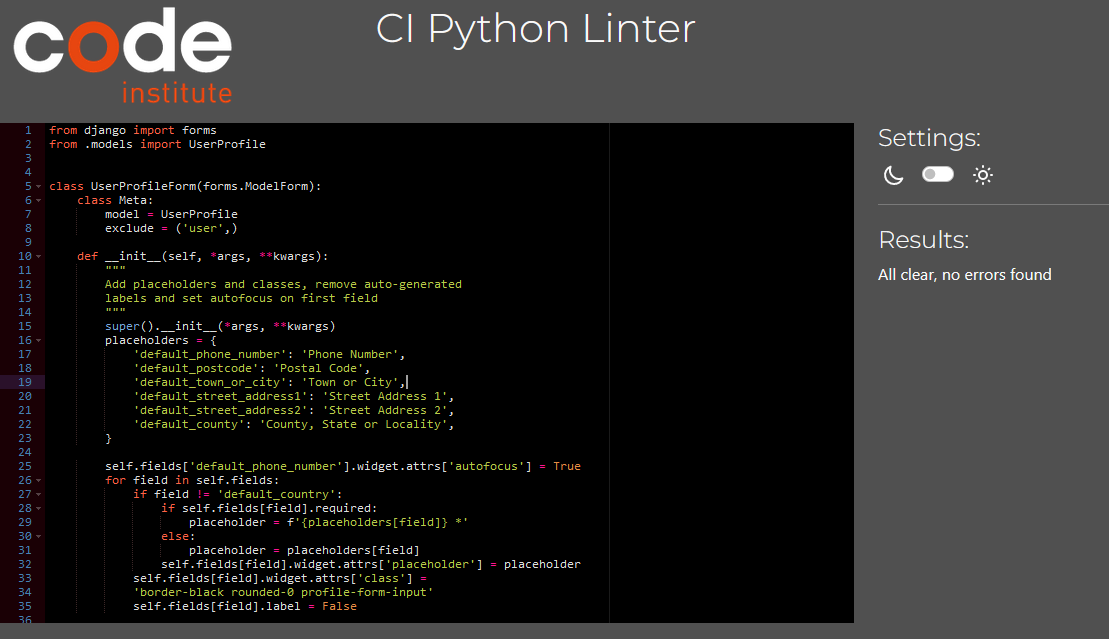 code
institute
CI Python Linter
1 from django import forms
2 from .models import UserProfile
3
4
5 class UserProfileForm(forms.ModelForm):
6     class Meta:
7         model = UserProfile
8         exclude = ('user',)
9
10     def __init__(self, *args, **kwargs):
11         """
12         Add placeholders and classes, remove auto-generated
13         labels and set autofocus on first field
14         """
15         super().__init__(*args, **kwargs)
16         placeholders = {
17             'default_phone_number': 'Phone Number',
18             'default_postcode': 'Postal Code',
19             'default_town_or_city': 'Town or City',
20             'default_street_address1': 'Street Address 1',
21             'default_street_address2': 'Street Address 2',
22             'default_county': 'County, State or Locality',
23         }
24
25         self.fields['default_phone_number'].widget.attrs['autofocus'] = True
26         for field in self.fields:
27             if field != 'default_country':
28                 if self.fields[field].required:
29                     placeholder = f'{placeholders[field]} *'
30                 else:
31                     placeholder = placeholders[field]
32                 self.fields[field].widget.attrs['placeholder'] = placeholder
33             self.fields[field].widget.attrs['class'] =
34             'border-black rounded-0 profile-form-input'
35             self.fields[field].label = False
36
Settings:
Results:
All clear, no errors found